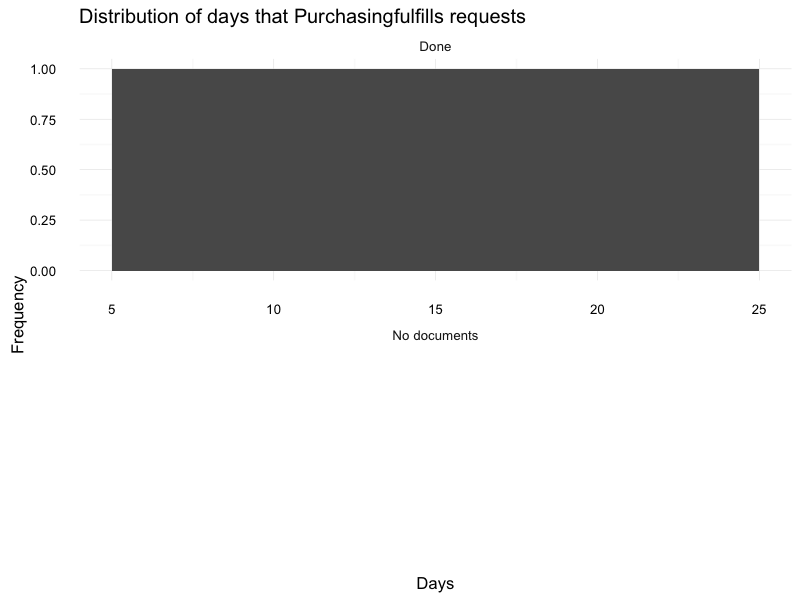 Distribution of days that Purchasingfulfills requests
Done
1.00
0.75
0.50
0.25
0.00
Frequency
5 10 15 20 25
No documents
Days